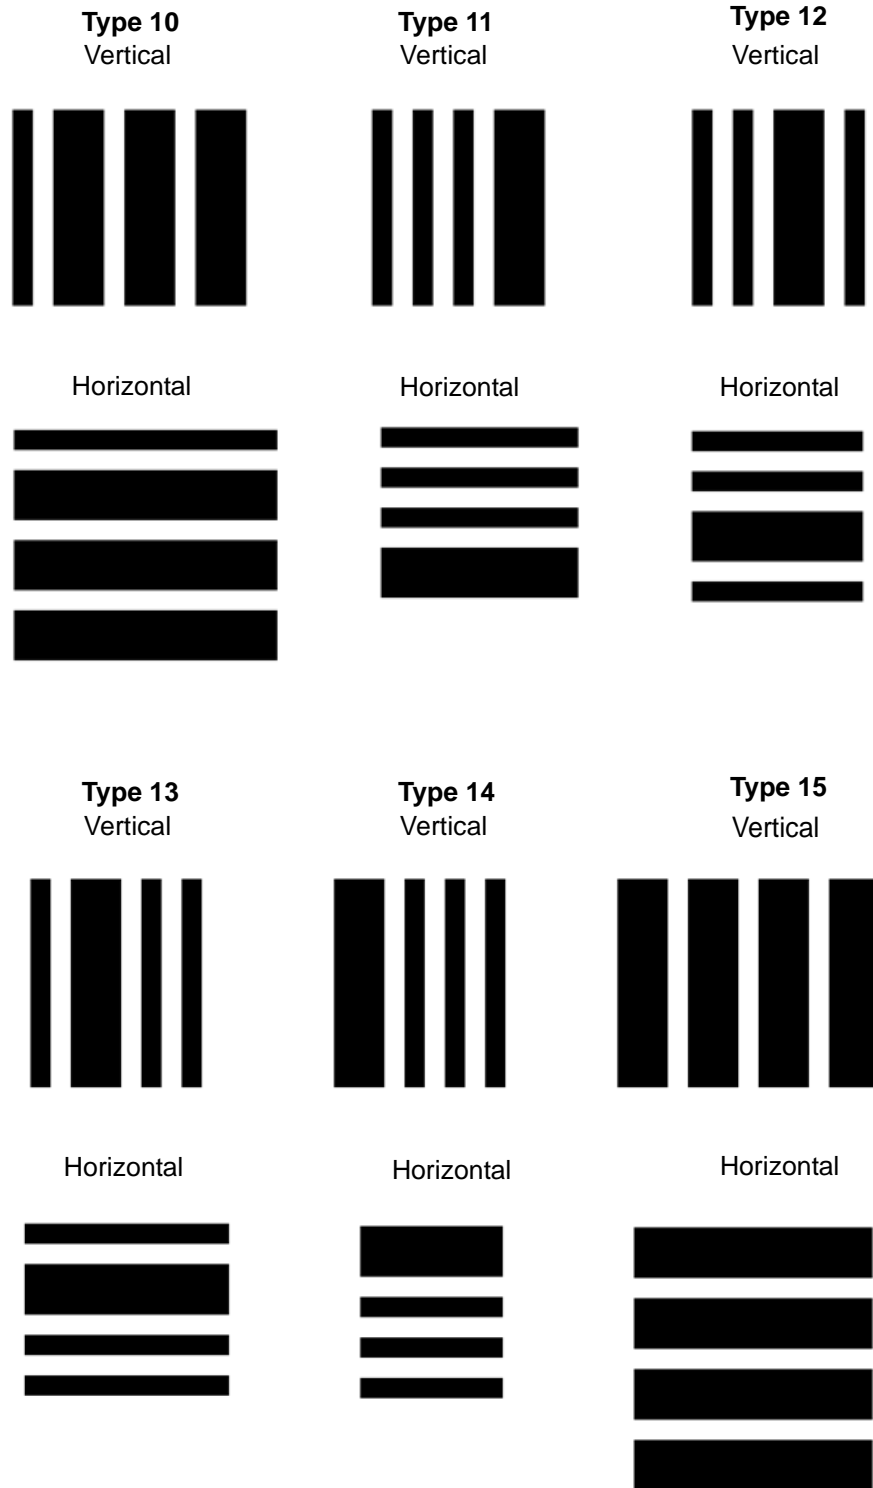 Type 10
Vertical
Type 11
Vertical
Type 12
Vertical
Horizontal
Horizontal
Horizontal
Type 13
Vertical
Type 14
Vertical
Type 15
Vertical
Horizontal
Horizontal
Horizontal